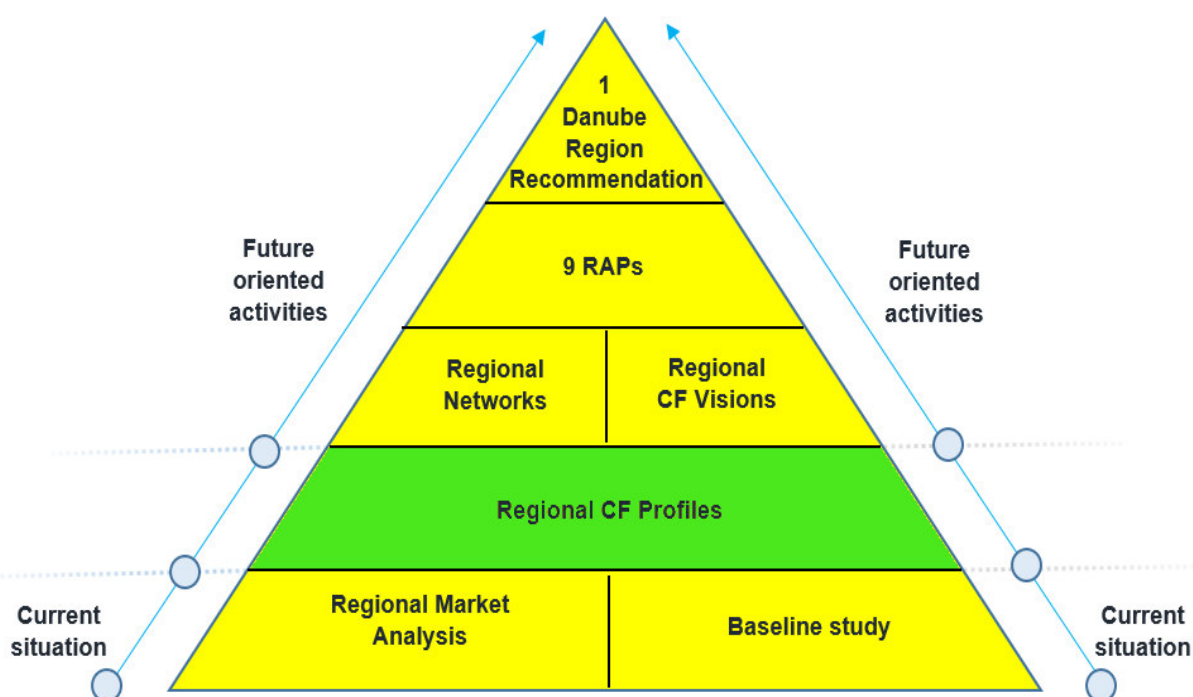 1
Danube
Region
Recommendation
Future
oriented
activities
9 RAPs
Future
oriented
activities
Regional
Networks
Regional
CF Visions
Regional CF Profiles
Current
situation
Regional Market
Analysis
Baseline study
Current
situation